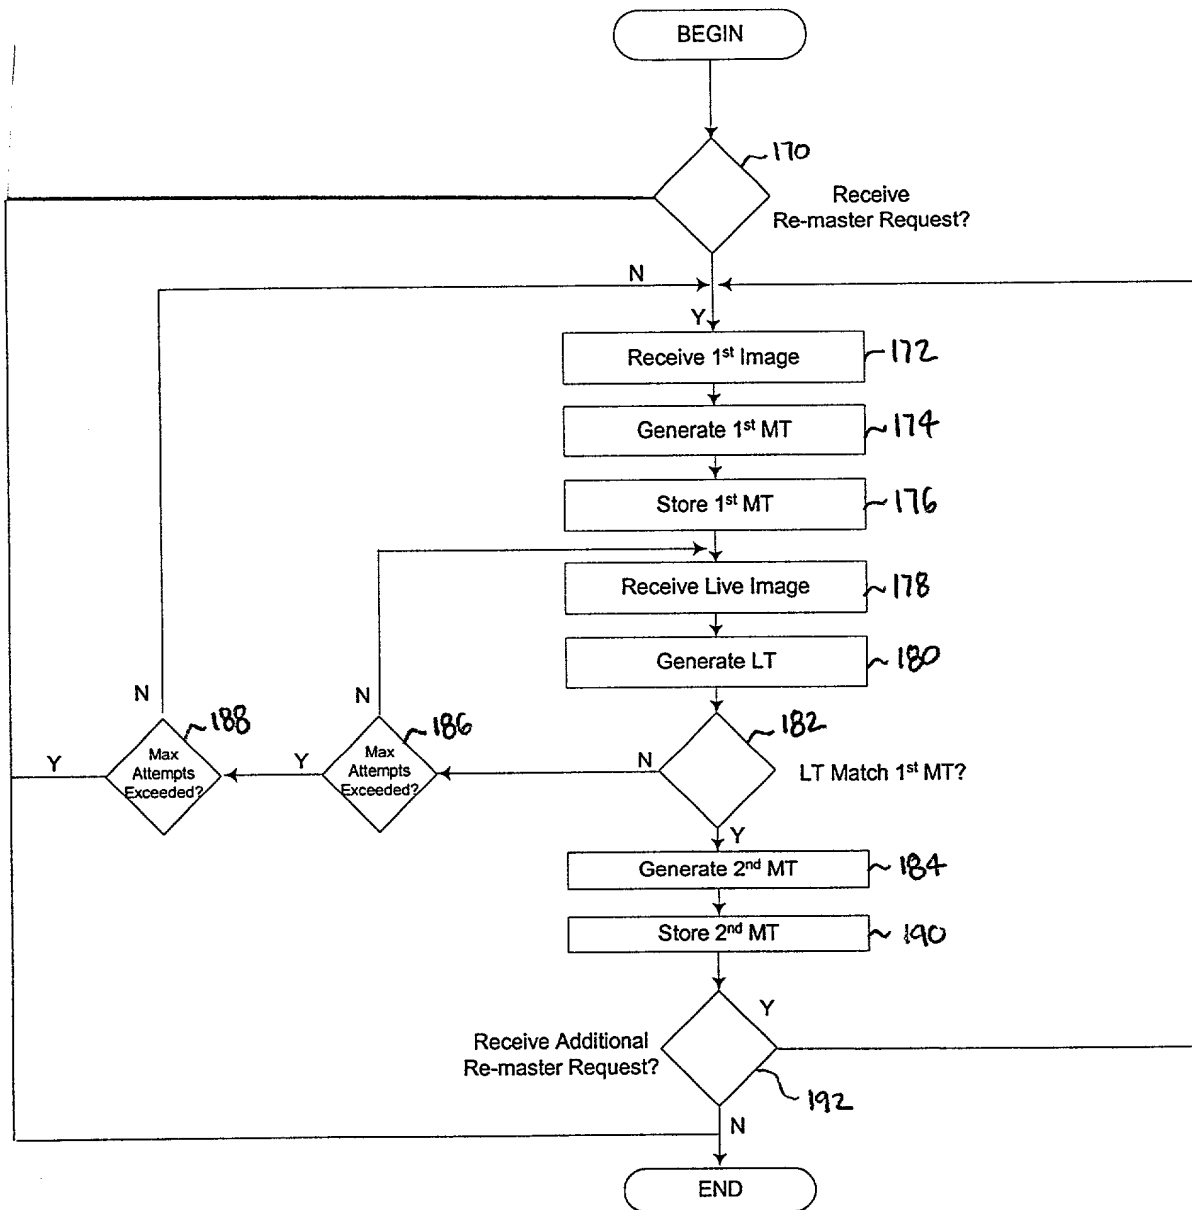 BEGIN
170
Receive
Re-master Request?
N
Y
Receive 1st Image
172
Generate 1st MT
174
Store 1st MT
176
Receive Live Image
178
Generate LT
180
N
188
Max
Attempts
Exceeded?
Y
N
186
Max
Attempts
Exceeded?
Y
N
182
LT Match 1st MT?
Y
Generate 2nd MT
184
Store 2nd MT
190
Receive Additional
Re-master Request?
Y
192
N
END